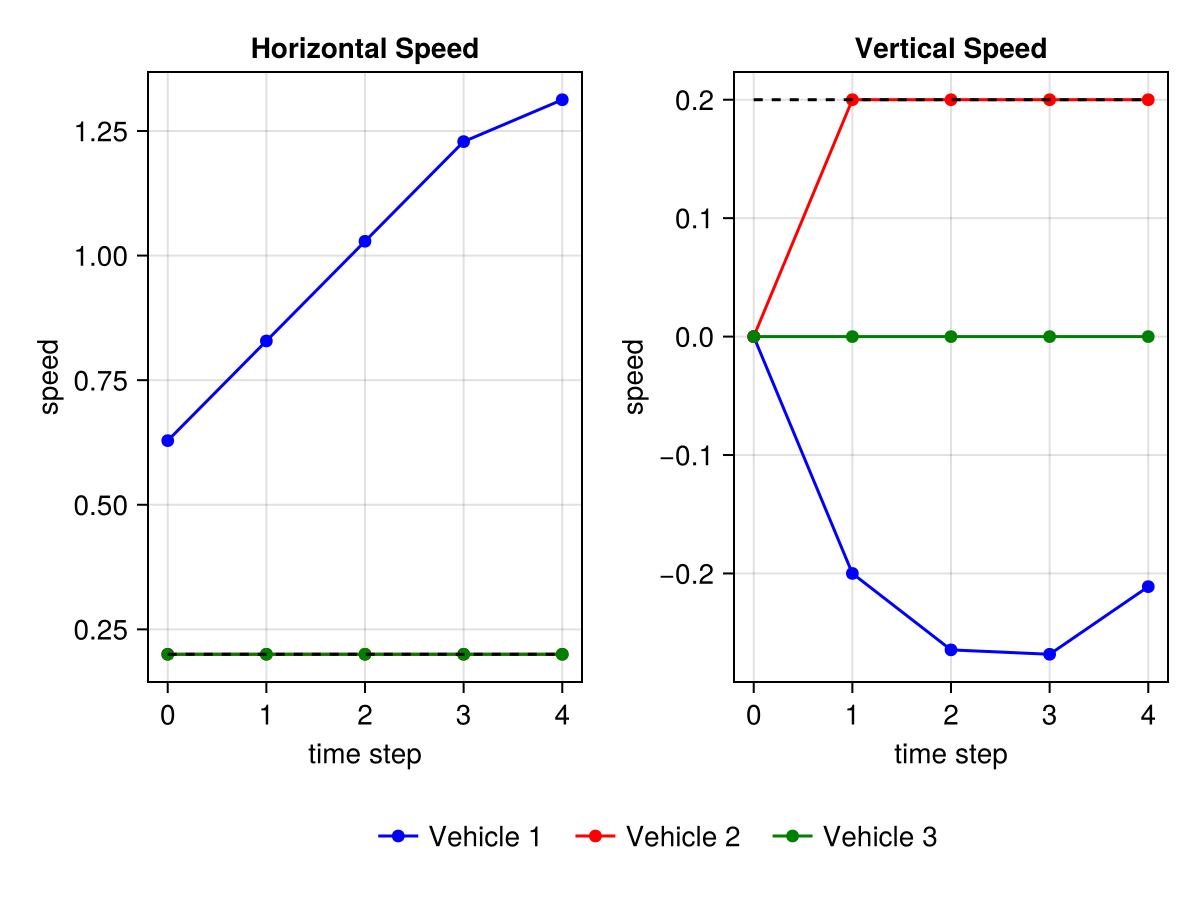 Horizontal Speed
speed
1.25
1.00
0.75
0.50
0.25
0 1 2 3 4
time step
Vertical Speed
speed
0.2
0.1
0.0
−0.1
−0.2
0 1 2 3 4
time step
Vehicle 1 Vehicle 2 Vehicle 3